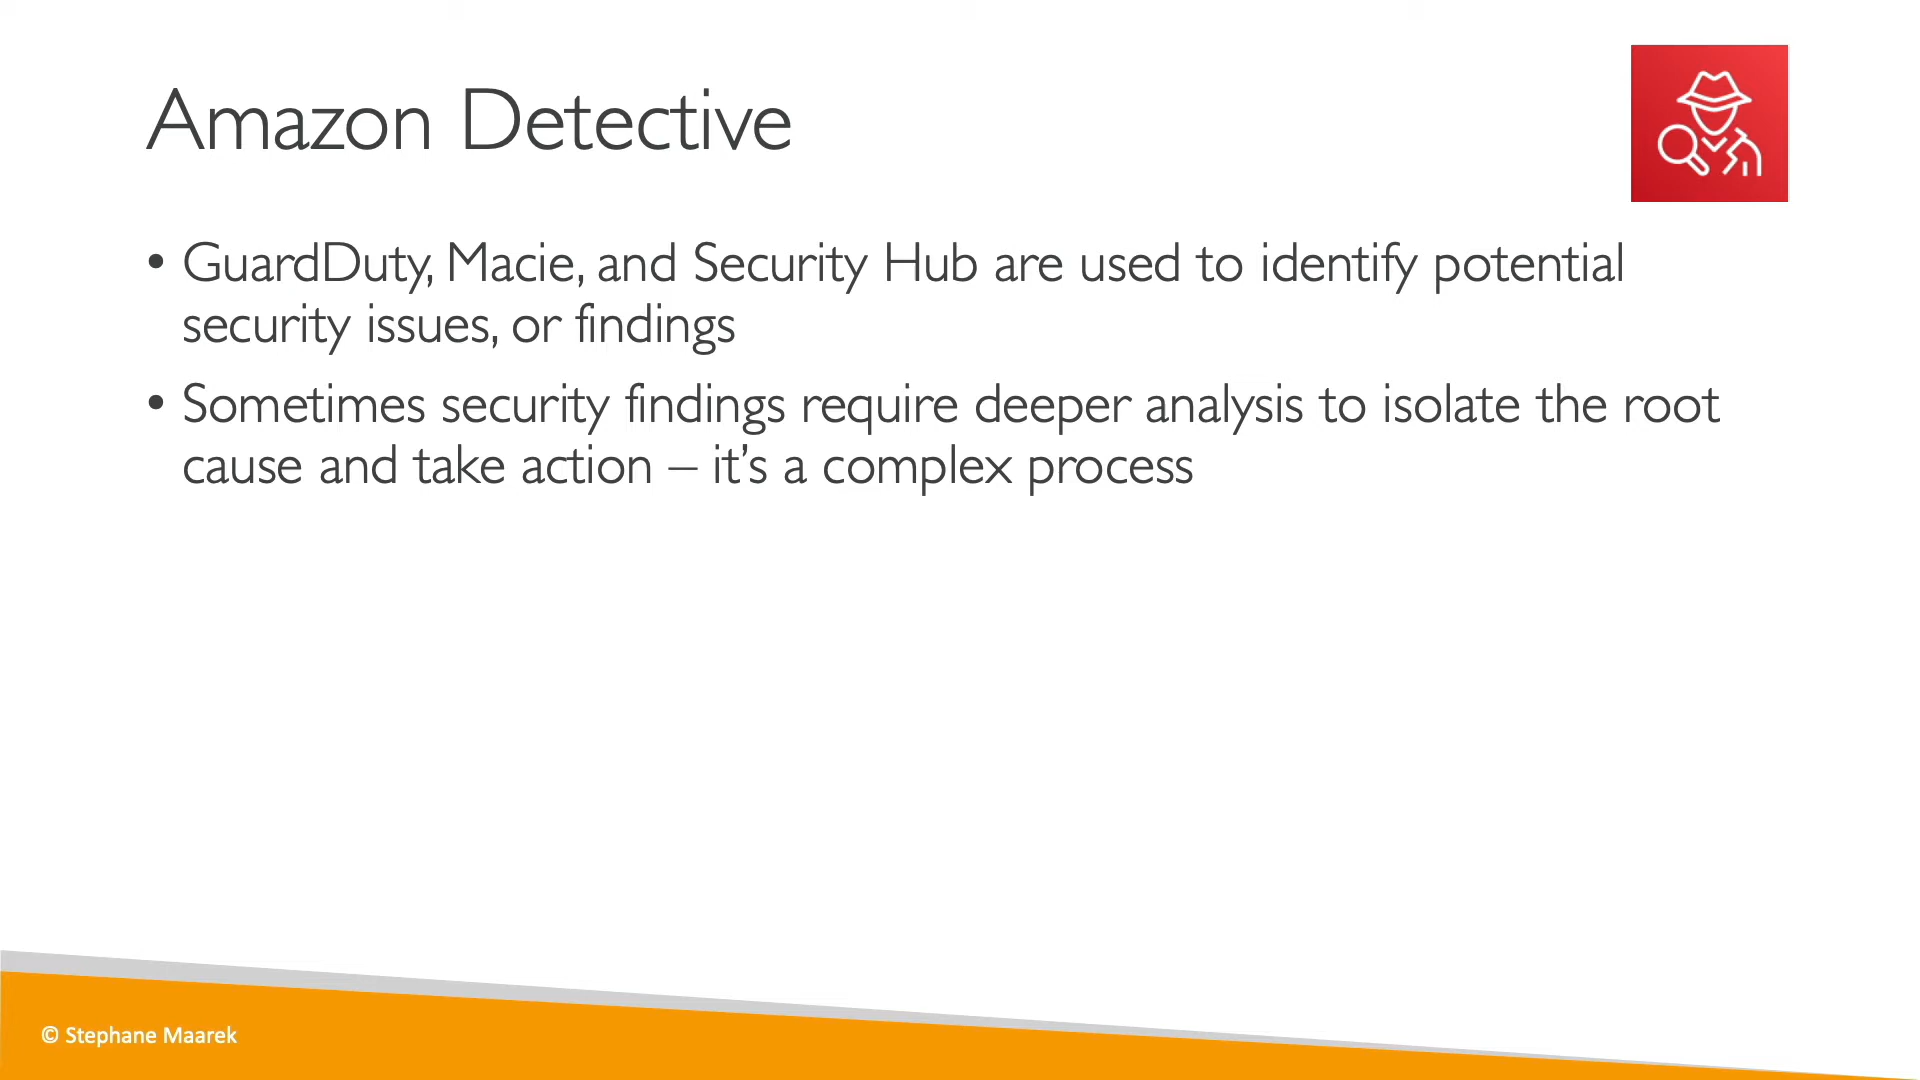 Amazon Detective
• GuardDuty, Macie, and Security Hub are used to identify potential
security issues, or findings
• Sometimes security findings require deeper analysis to isolate the root
cause and take action – it’s a complex process
© Stephane Maarek